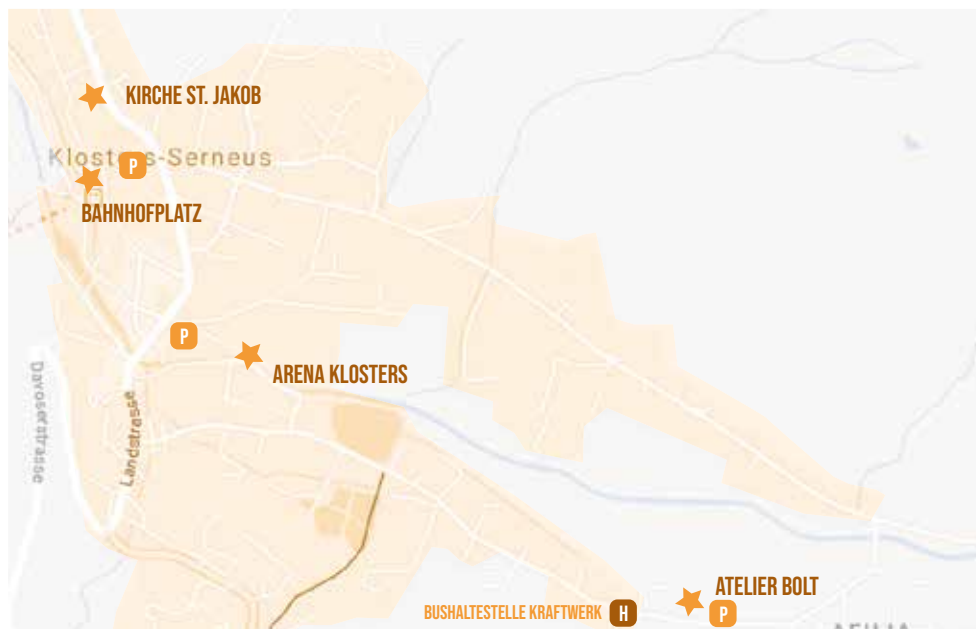 KIRCHE ST. JAKOB
Klosters-Serneus
P
BAHNHOFPLATZ
P
ARENA KLOSTERS
Davoserstrasse
Landstrasse
ATELIER BOLT
BUSHALTESTELLE KRAFTWERK H
P